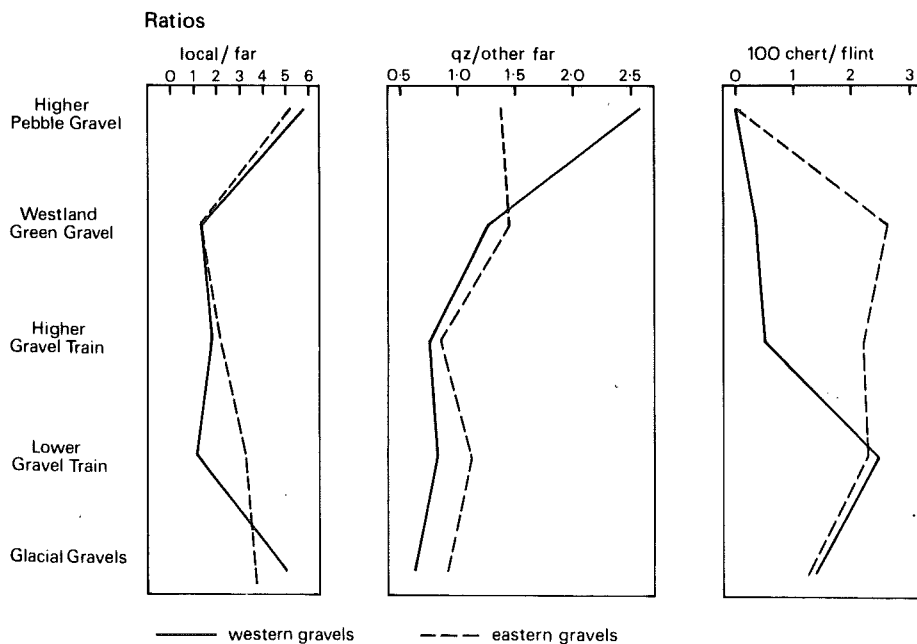 Ratios
local/far
0 1 2 3 4 5 6
qz/other far
0·5 1·0 1·5 2·0 2·5
100 chert/flint
0 1 2 3
Higher
Pebble Gravel
Westland
Green Gravel
Higher
Gravel Train
Lower
Gravel Train
Glacial Gravels
western gravels
eastern gravels